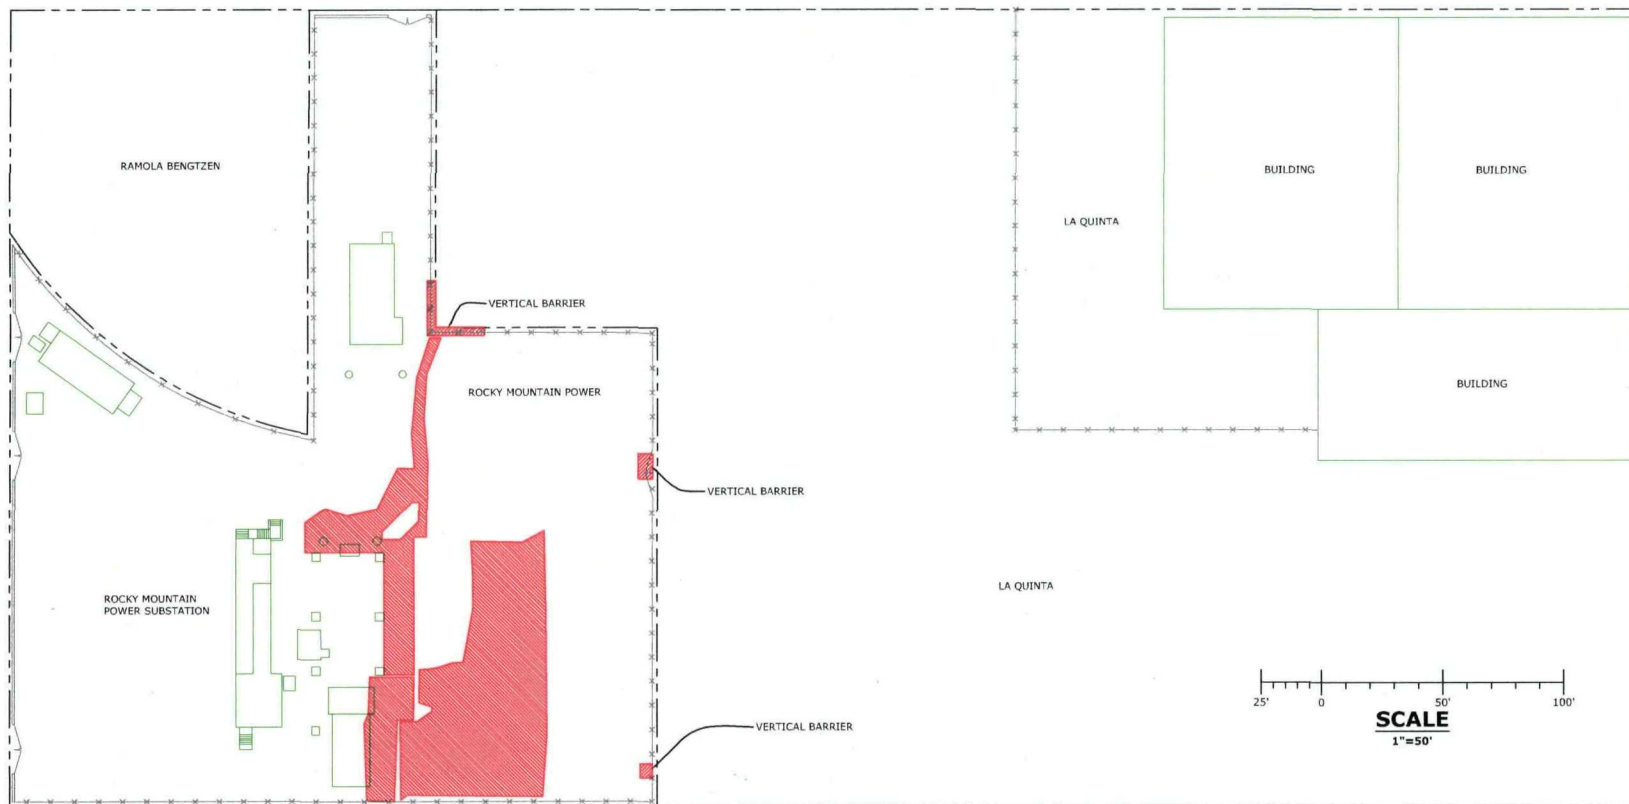 RAMOLA BENGTZEN
BUILDING
BUILDING
LA QUINTA
VERTICAL BARRIER
ROCKY MOUNTAIN POWER
BUILDING
VERTICAL BARRIER
ROCKY MOUNTAIN
POWER SUBSTATION
LA QUINTA
VERTICAL BARRIER
25' 0 50' 100'
SCALE
1"=50'